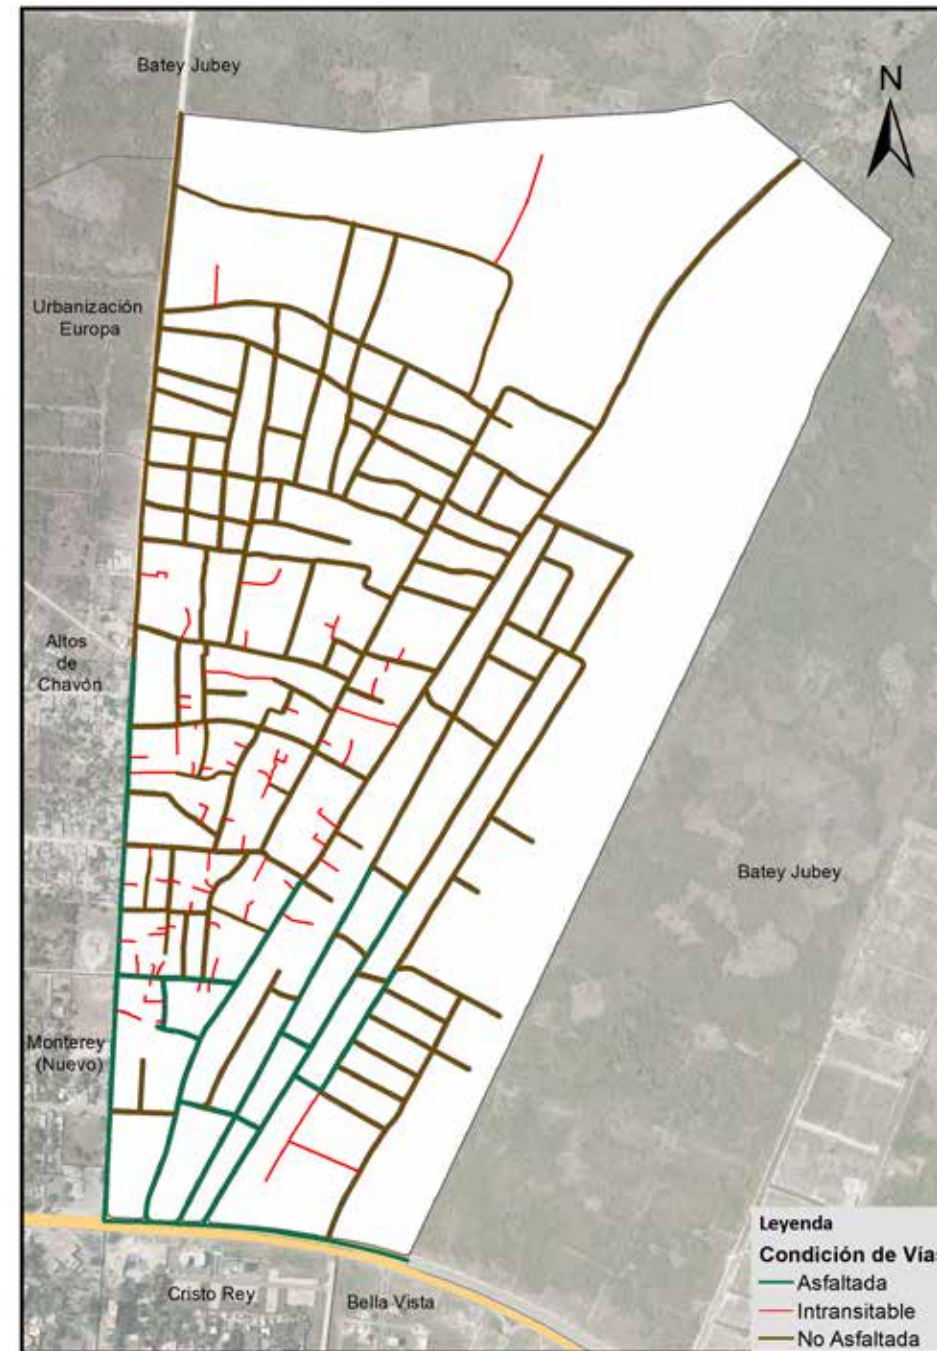 Batey Jubey
N
Urbanización
Europa
Altos
de
Chavón
Batey Jubey
Monterey
(Nuevo)
Cristo Rey
Bella Vista
Leyenda
Condición de Vía
Asfaltada
Intransitable
No Asfaltada